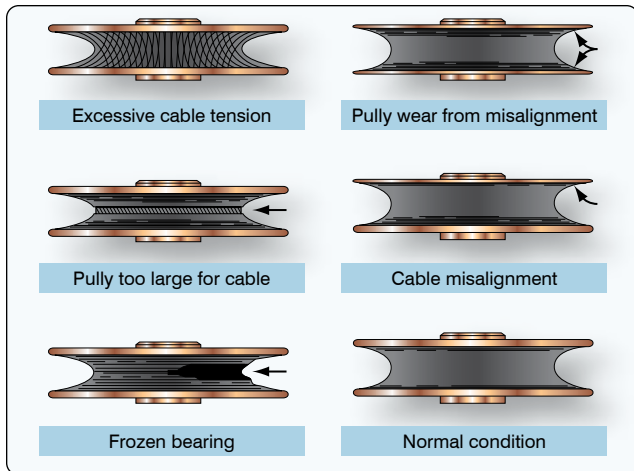 Excessive cable tension
Pully wear from misalignment
Pully too large for cable
Cable misalignment
Frozen bearing
Normal condition